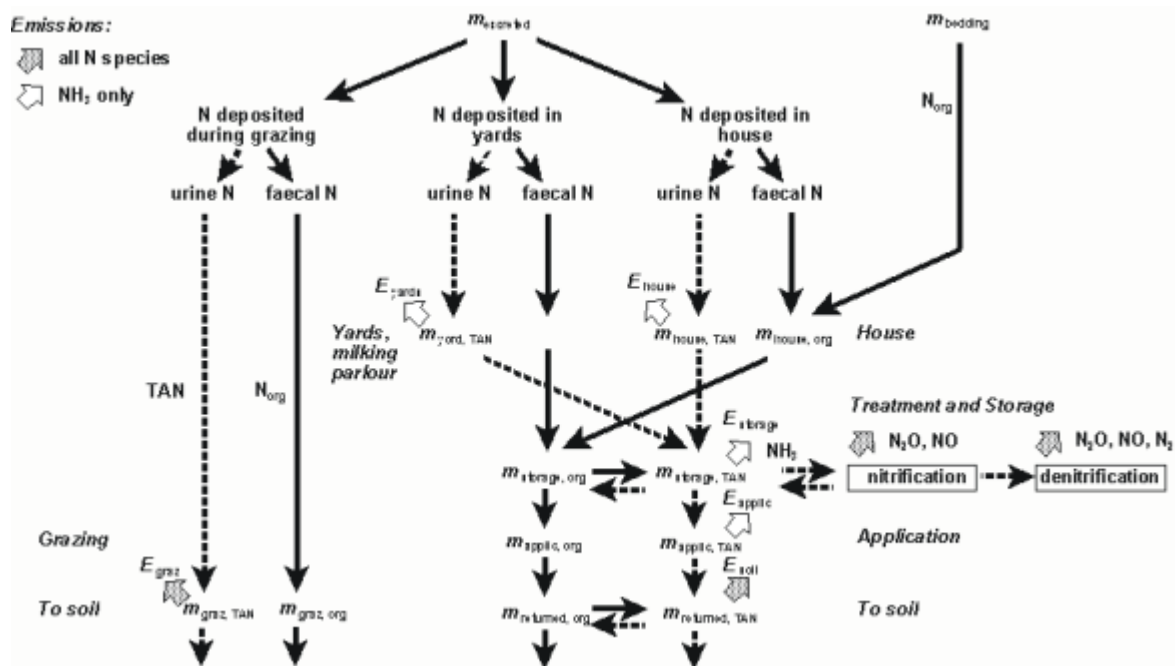 Emissions:
m excreted
m bedding
all N species
NH3 only
N deposited during grazing
N deposited in yards
N deposited in house
N org
urine N
faecal N
urine N
faecal N
urine N
faecal N
E yards
E house
m yard, TAN
m house, TAN
m house, org
House
Yards, milking parlour
TAN
N org
Treatment and Storage
E storage
NH3
N2O, NO
N2O, NO, N2
m storage, org
m storage, TAN
nitrification
denitrification
E applic
Grazing
m applic, org
m applic, TAN
Application
E graz
E soil
To soil
m graz, TAN
m graz, org
m returned, org
m returned, TAN
To soil